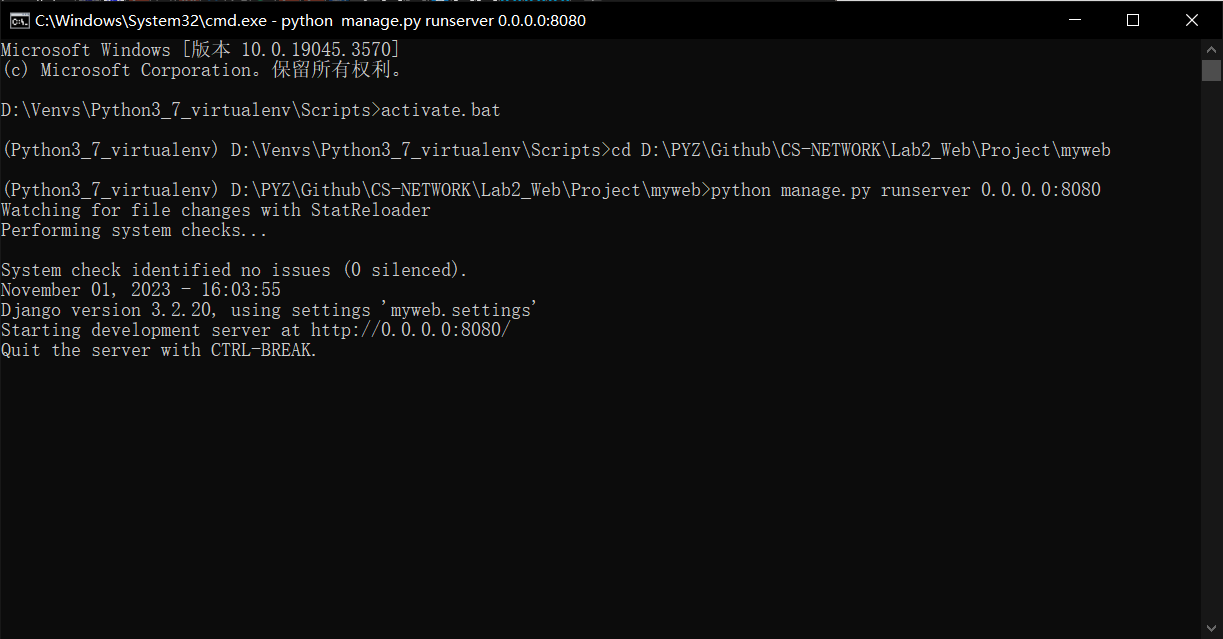 C:\Windows\System32\cmd.exe - python  manage.py runserver 0.0.0.0:8080
Microsoft Windows [版本 10.0.19045.3570]
(c) Microsoft Corporation。保留所有权利。
D:\Venvs\Python3_7_virtualenv\Scripts>activate.bat
(Python3_7_virtualenv) D:\Venvs\Python3_7_virtualenv\Scripts>cd D:\PYZ\Github\CS-NETWORK\Lab2_Web\Project\myweb
(Python3_7_virtualenv) D:\PYZ\Github\CS-NETWORK\Lab2_Web\Project\myweb>python manage.py runserver 0.0.0.0:8080
Watching for file changes with StatReloader
Performing system checks...
System check identified no issues (0 silenced).
November 01, 2023 - 16:03:55
Django version 3.2.20, using settings 'myweb.settings'
Starting development server at http://0.0.0.0:8080/
Quit the server with CTRL-BREAK.